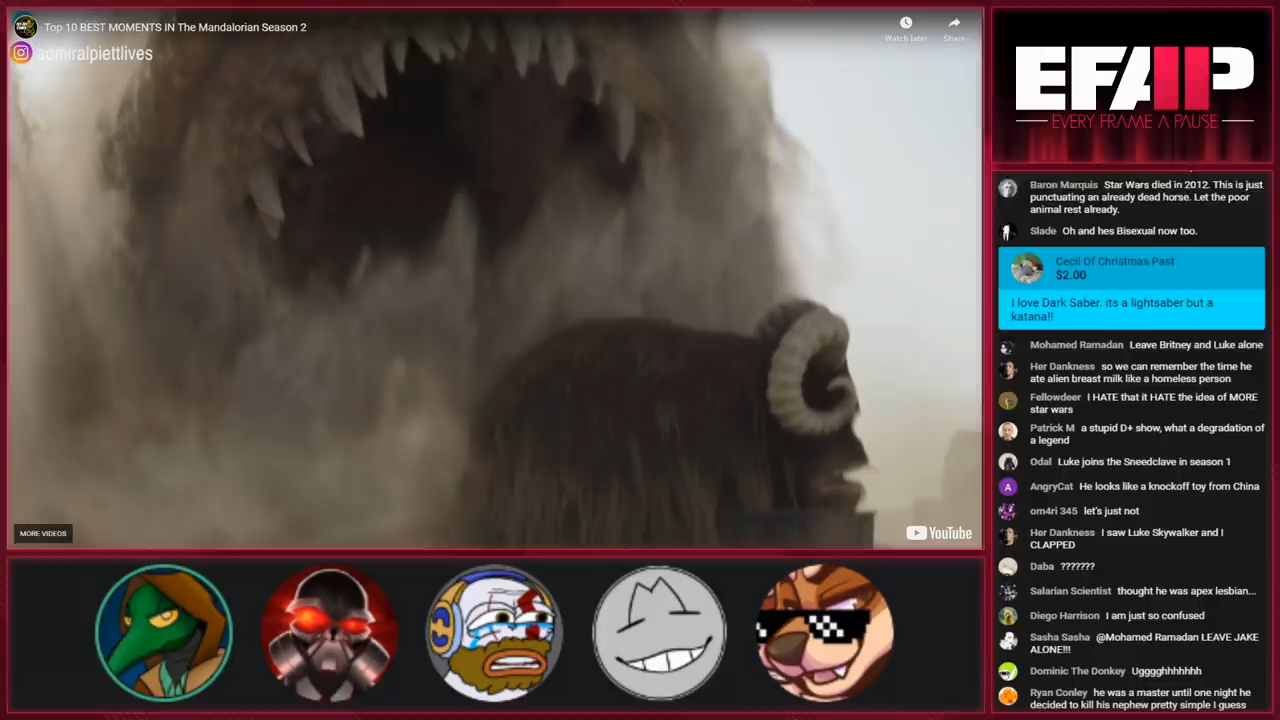 Top 10 BEST MOMENTS IN The Mandalorian Season 2
admiralpiettlives
Watch later
Share
MORE VIDEOS
YouTube
EFAP
EVERY FRAME A PAUSE
Baron Marquis Star Wars died in 2012. This is just
punctuating an already dead horse. Let the poor
animal rest already.
Slade Oh and hes Bisexual now too.
Cecil Of Christmas Past
$2.00
I love Dark Saber. its a lightsaber but a
katana!!
Mohamed Ramadan Leave Britney and Luke alone
Her Dankness so we can remember the time he
ate alien breast milk like a homeless person
Fellowdeer I HATE that it HATE the idea of MORE
star wars
Patrick M a stupid D+ show, what a degradation of
a legend
Odal Luke joins the Sneedclave in season 1
A
AngryCat He looks like a knockoff toy from China
om4ri 345 let's just not
Her Dankness I saw Luke Skywalker and I
CLAPPED
Daba ???????
Salarian Scientist thought he was apex lesbian...
Diego Harrison I am just so confused
Sasha Sasha @Mohamed Ramadan LEAVE JAKE
ALONE!!!
Dominic The Donkey Ugggghhhhhhh
Ryan Conley he was a master until one night he
decided to kill his nephew pretty simple I guess